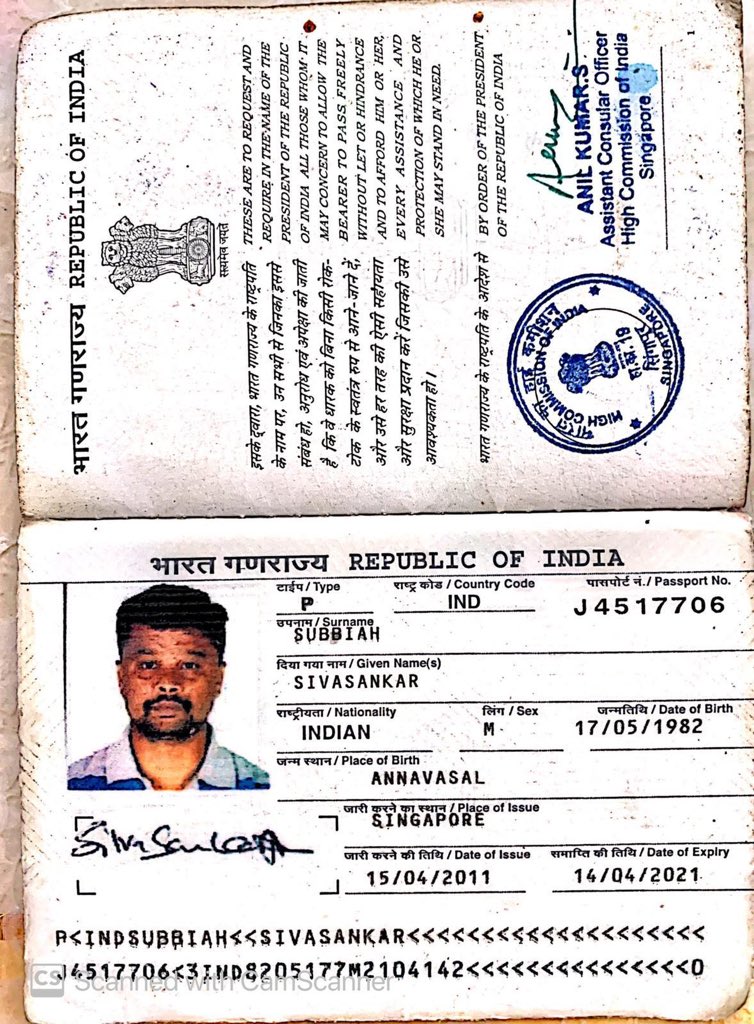 भारत गणराज्य REPUBLIC OF INDIA
सत्यमेव जयते
THESE ARE TO REQUEST AND
REQUIRE IN THE NAME OF THE
PRESIDENT OF THE REPUBLIC
OF INDIA ALL THOSE WHOM IT
MAY CONCERN TO ALLOW THE
BEARER TO PASS FREELY
WITHOUT LET OR HINDRANCE
AND TO AFFORD HIM OR HER,
EVERY ASSISTANCE AND
PROTECTION OF WHICH HE OR
SHE MAY STAND IN NEED.
BY ORDER OF THE PRESIDENT
OF THE REPUBLIC OF INDIA
इसके द्वारा, भारत गणराज्य के राष्ट्रपति
के नाम पर, उन सभी से जिनका इससे
संबंध हो, अनुरोध एवं अपेक्षा की जाती
है कि वे धारक को बिना किसी रोक-
टोक के स्वतंत्र रुप से आने-जाने दें,
और उसे हर तरह की ऐसी सहायता
और सुरक्षा प्रदान करें जिसकी उसे
आवश्यकता हो।
भारत गणराज्य के राष्ट्रपति के आदेश से
ANIL KUMAR.S
Assistant Consular Officer
High Commission of India
Singapore
1
भारत का हाई कमीशन
HIGH COMMISSION OF INDIA
सिंगापुर
SINGAPORE
भारत गणराज्य REPUBLIC OF INDIA
टाईप / Type
राष्ट्र कोड / Country Code
पासपोर्ट नं. / Passport No.
P
IND
J4517706
उपनाम / Surname
SUBBIAH
दिया गया नाम / Given Name(s)
SIVASANKAR
राष्ट्रीयता / Nationality
लिंग / Sex
जन्मतिथि / Date of Birth
INDIAN
M
17/05/1982
जन्म स्थान / Place of Birth
ANNAVASAL
जारी करने का स्थान / Place of Issue
SINGAPORE
जारी करने की तिथि / Date of Issue
समाप्ति की तिथि / Date of Expiry
15/04/2011
14/04/2021
P<INDSUBBIAH<<SIVASANKAR<<<<<<<<<<<<<<<<<<<<
J4517706<3IND8205177M2104142<<<<<<<<<<<<<<<0
CS Scanned with CamScanner